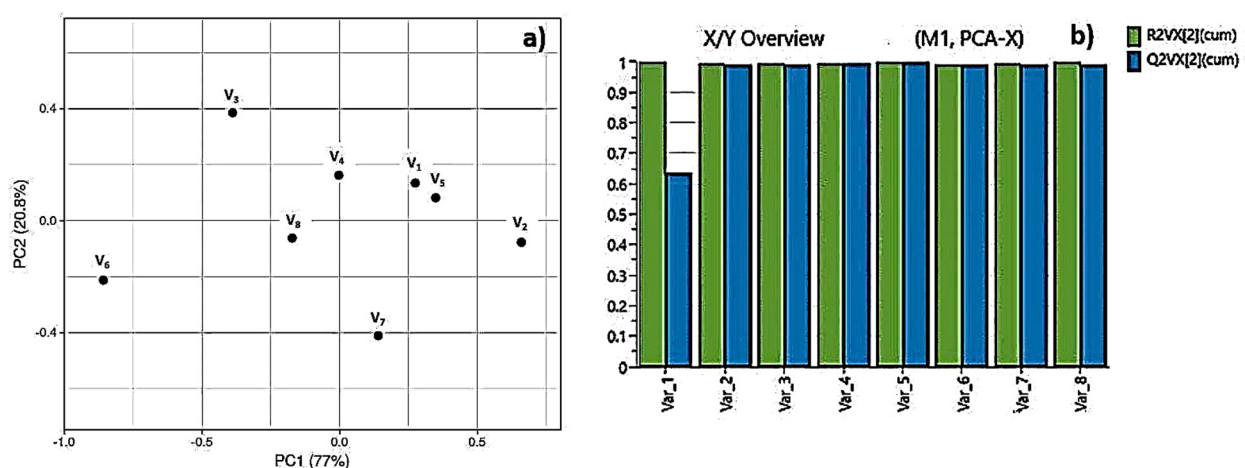 a)
V3
V4
V1
V5
V8
V2
V6
V7
0.4
0.0
-0.4
-1.0
-0.5
0.0
0.5
PC2 (20.8%)
PC1 (77%)
X/Y Overview (M1, PCA-X) b)
R2VX[2](cum)
Q2VX[2](cum)
1
0.9
0.8
0.7
0.6
0.5
0.4
0.3
0.2
0.1
0
Var_1
Var_2
Var_3
Var_4
Var_5
Var_6
Var_7
Var_8